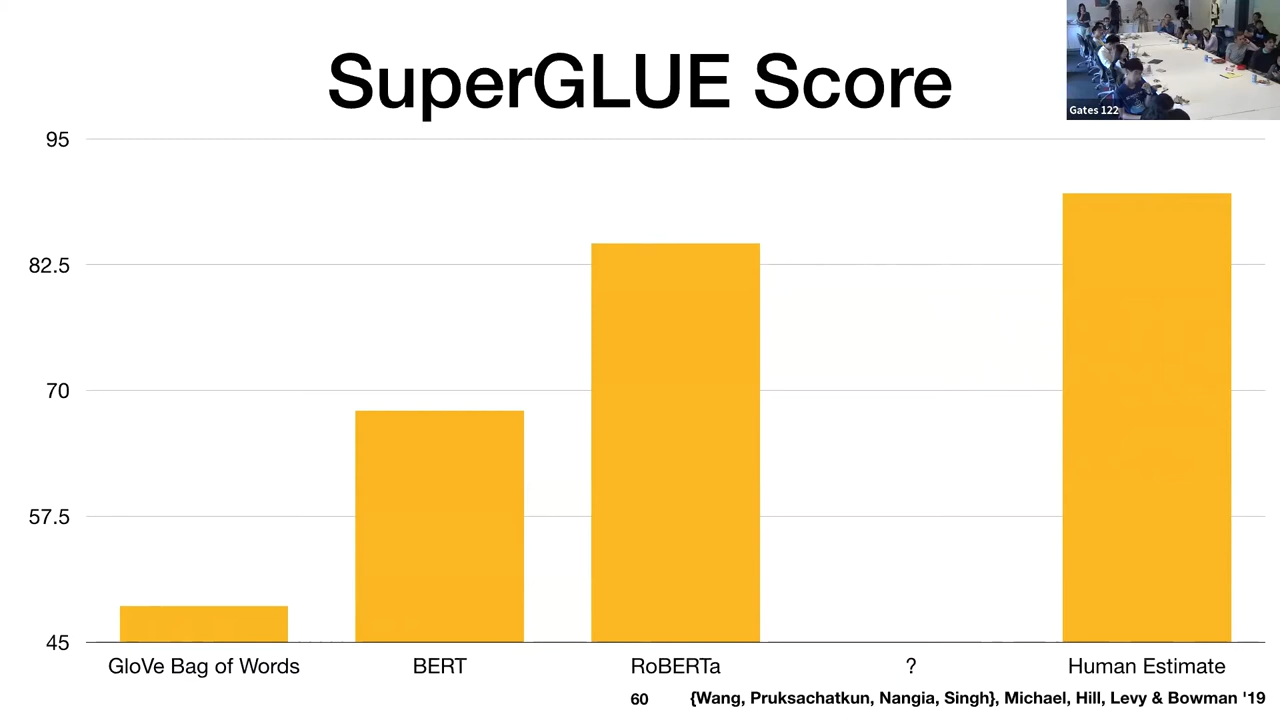 SuperGLUE Score
Gates 122
95
82.5
70
57.5
45
GloVe Bag of Words
BERT
RoBERTa
?
Human Estimate
60
{Wang, Pruksachatkun, Nangia, Singh}, Michael, Hill, Levy & Bowman '19